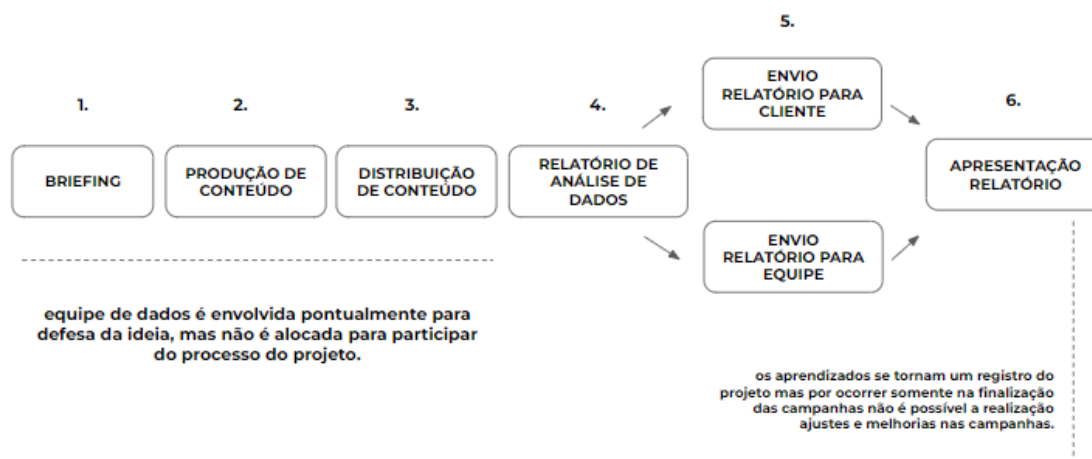 1.
BRIEFING
2.
PRODUÇÃO DE
CONTEÚDO
3.
DISTRIBUIÇÃO
DE CONTEÚDO
4.
RELATÓRIO DE
ANÁLISE DE
DADOS
5.
ENVIO
RELATÓRIO PARA
CLIENTE
ENVIO
RELATÓRIO PARA
EQUIPE
6.
APRESENTAÇÃO
RELATÓRIO
equipe de dados é envolvida pontualmente para
defesa da ideia, mas não é alocada para participar
do processo do projeto.
os aprendizados se tornam um registro do
projeto mas por ocorrer somente na finalização
das campanhas não é possível a realização
ajustes e melhorias nas campanhas.